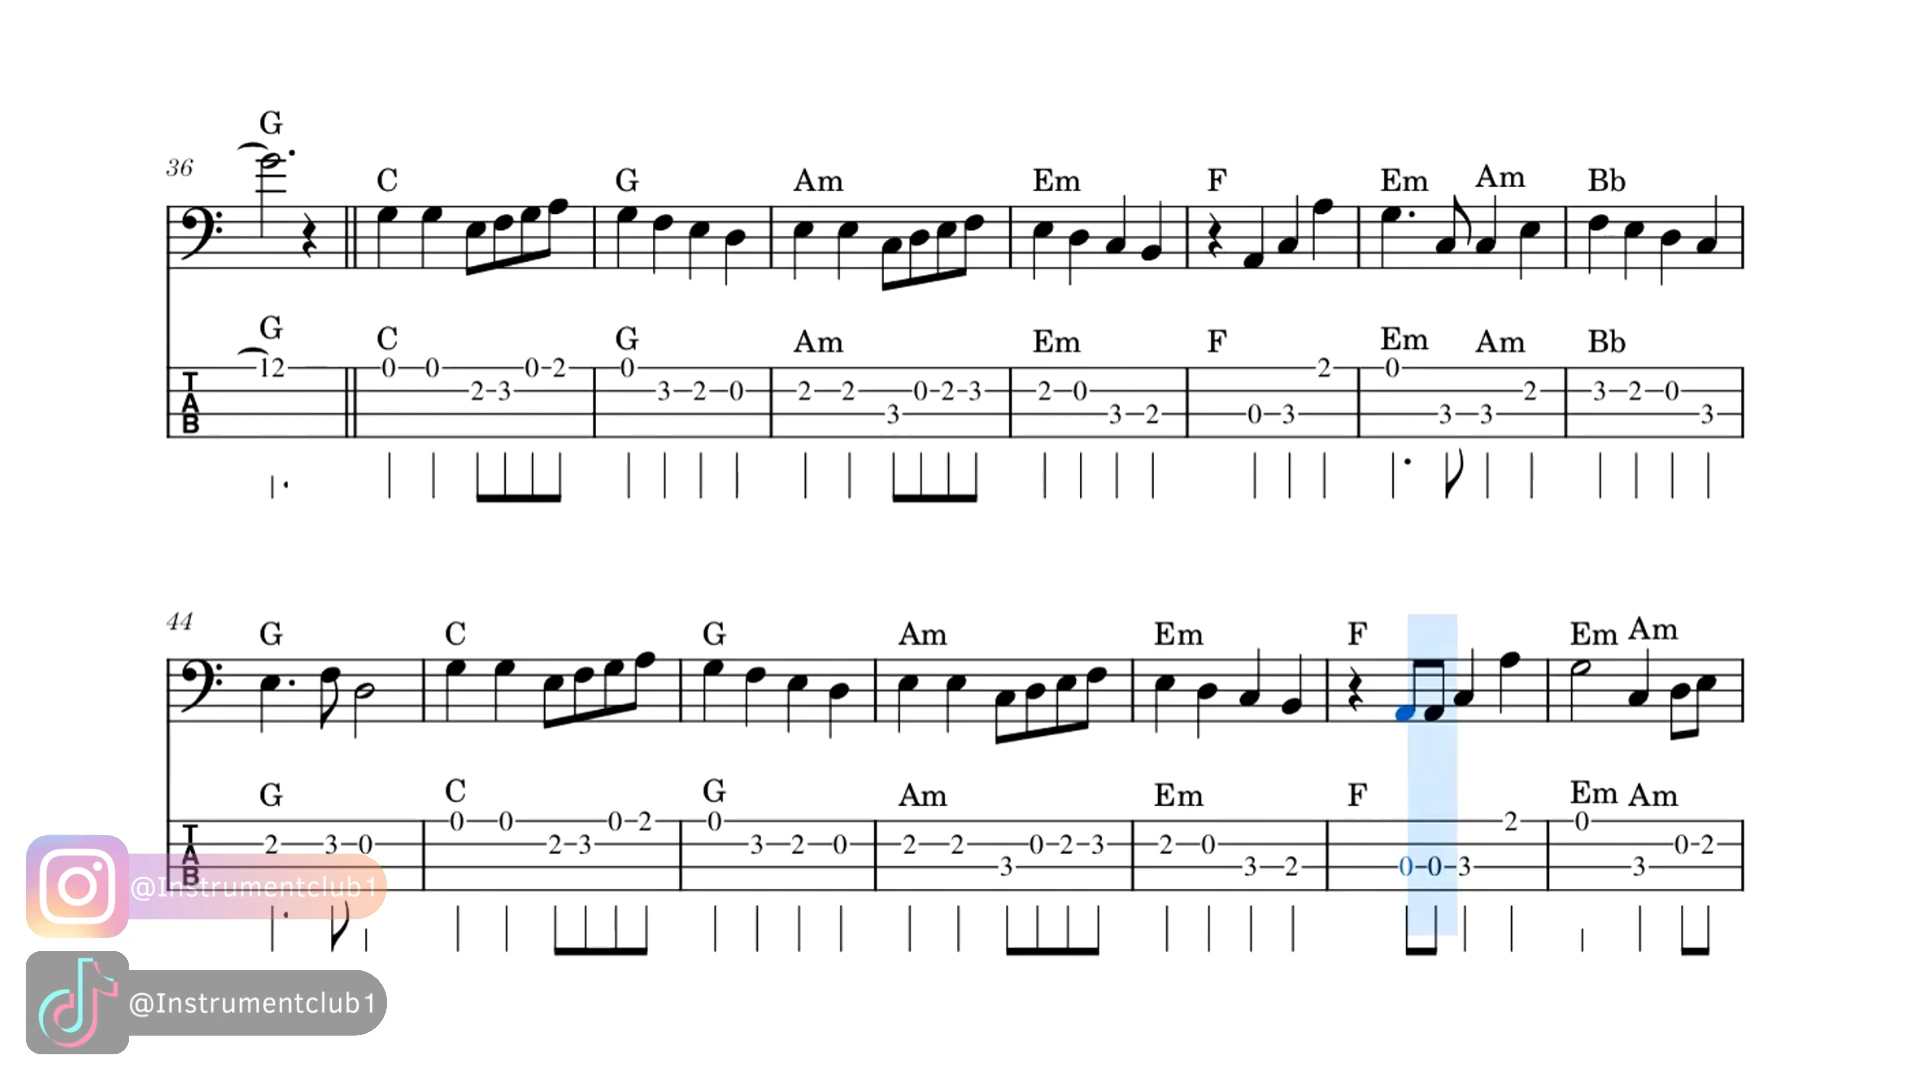 G
36 C G Am Em F Em Am Bb
G C G Am Em F Em Am Bb
12 0 0 2 3 0 2 0 3 2 0 2 2 3 0 2 3 2 0 3 2 0 3 2 0 3 3 2 3 2 0 3
TAB
44 G C G Am Em F Em Am
G C G Am Em F Em Am
2 3 0 0 0 2 3 0 2 0 3 2 0 2 2 3 0 2 3 2 0 3 2 0 0 3 2 0 3 0 2
TAB
@Instrumentclub1
@Instrumentclub1